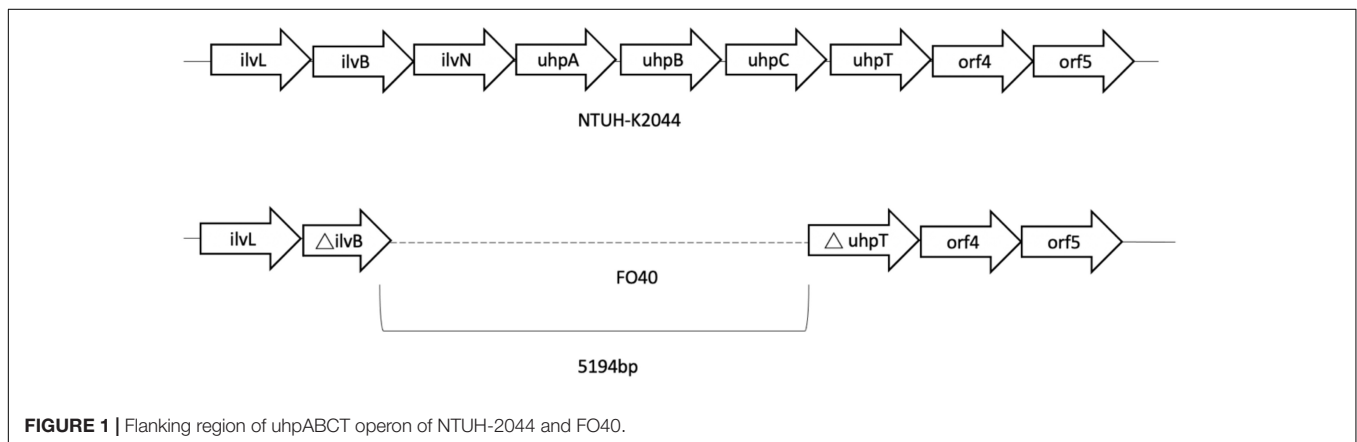 ilvL ilvB ilvN uhpA uhpB uhpC uhpT orf4 orf5
NTUH-K2044
ilvL △ilvB △ uhpT orf4 orf5
FO40
5194bp
FIGURE 1 | Flanking region of uhpABCT operon of NTUH-2044 and FO40.